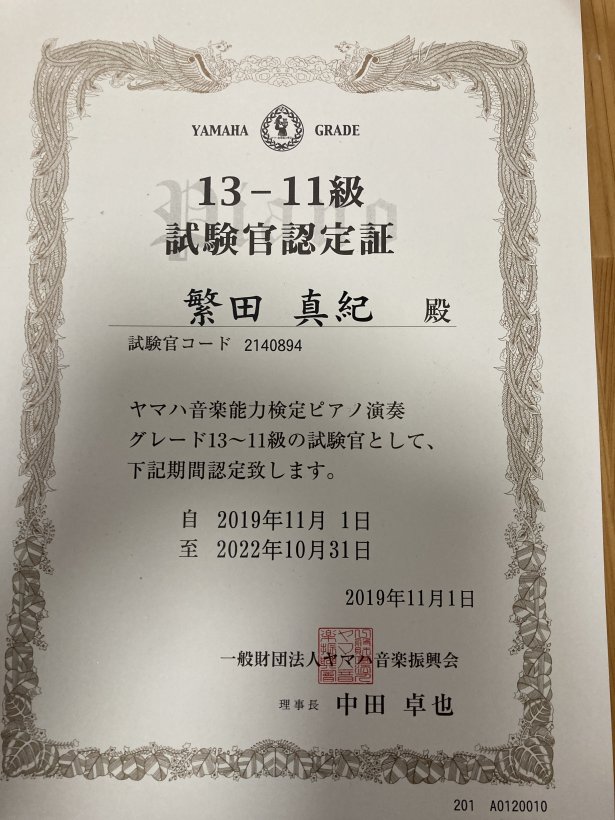 YAMAHA GRADE
Piano
13－11級
試験官認定証
繁田 真紀 殿
試験官コード 2140894
ヤマハ音楽能力検定ピアノ演奏
グレード13～11級の試験官として、
下記期間認定致します。
自 2019年11月 1日
至 2022年10月31日
2019年11月1日
一般財団法人ヤマハ音楽振興会
理事長 中田 卓也
201 A0120010